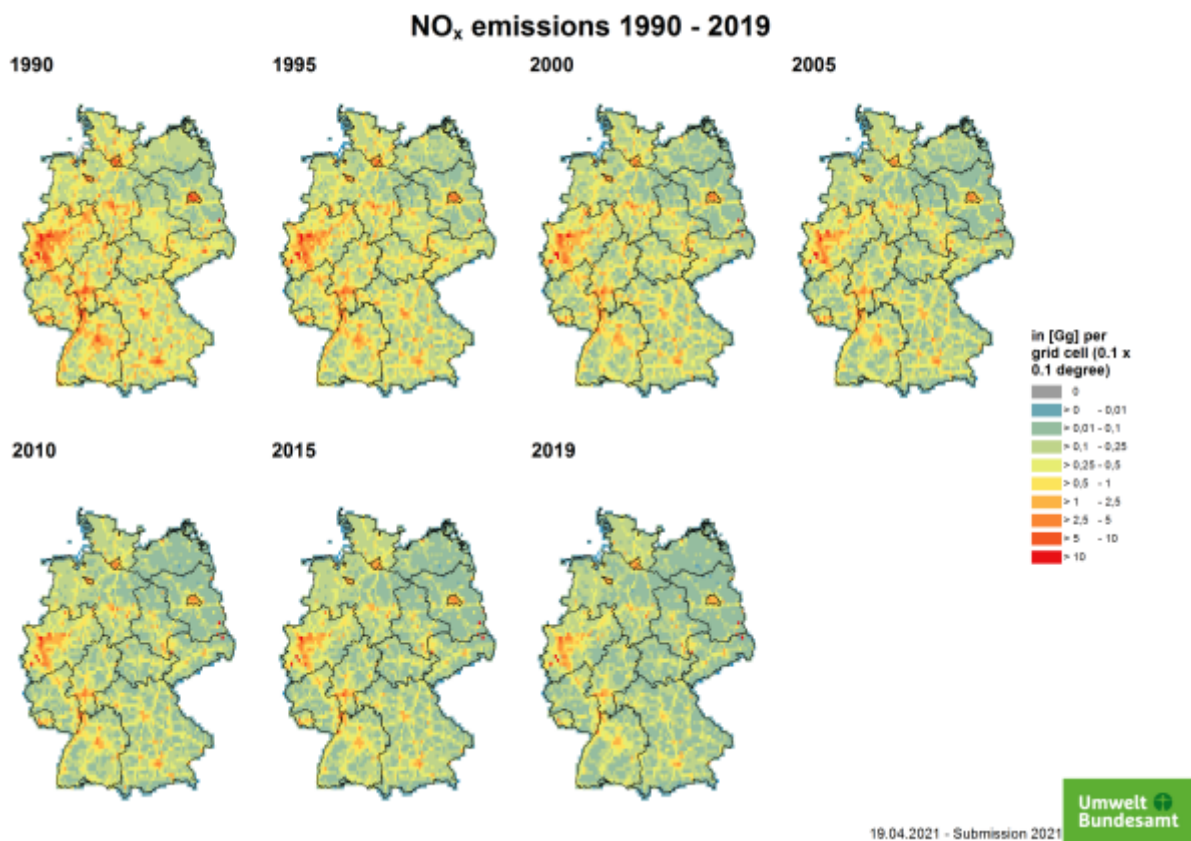 NOₓ emissions 1990 - 2019
1990
1995
2000
2005
2010
2015
2019
in [Gg] per
grid cell (0.1 x
0.1 degree)
0
> 0 - 0,01
> 0,01 - 0,1
> 0,1 - 0,25
> 0,25 - 0,5
> 0,5 - 1
> 1 - 2,5
> 2,5 - 5
> 5 - 10
> 10
19.04.2021 - Submission 2021
Umwelt
Bundesamt